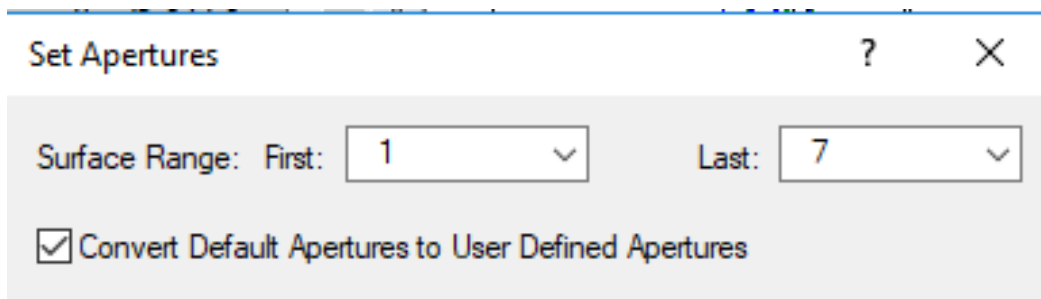 Set Apertures ?
Surface Range: First: 1 Last: 7
Convert Default Apertures to User Defined Apertures